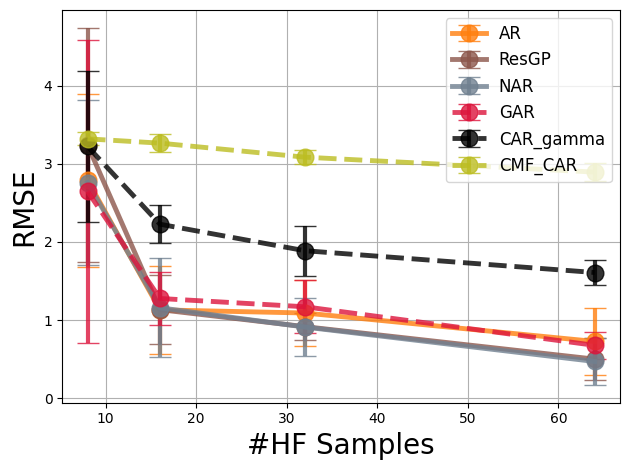 AR
ResGP
NAR
GAR
CAR_gamma
CMF_CAR
RMSE
4
3
2
1
0
10 20 30 40 50 60
#HF Samples